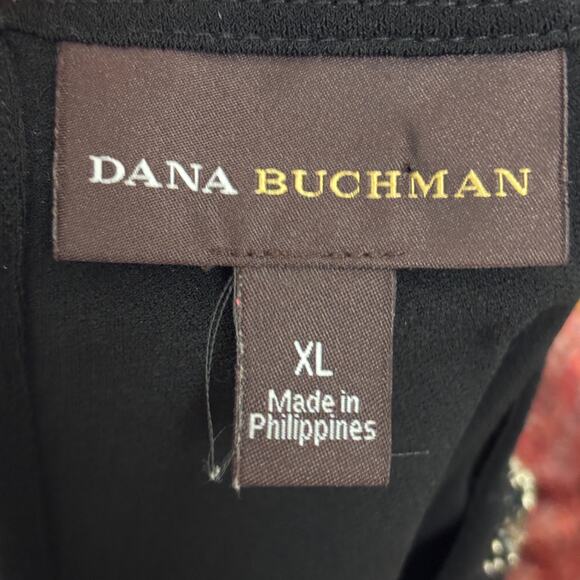 DANA BUCHMAN
XL
Made in
Philippines